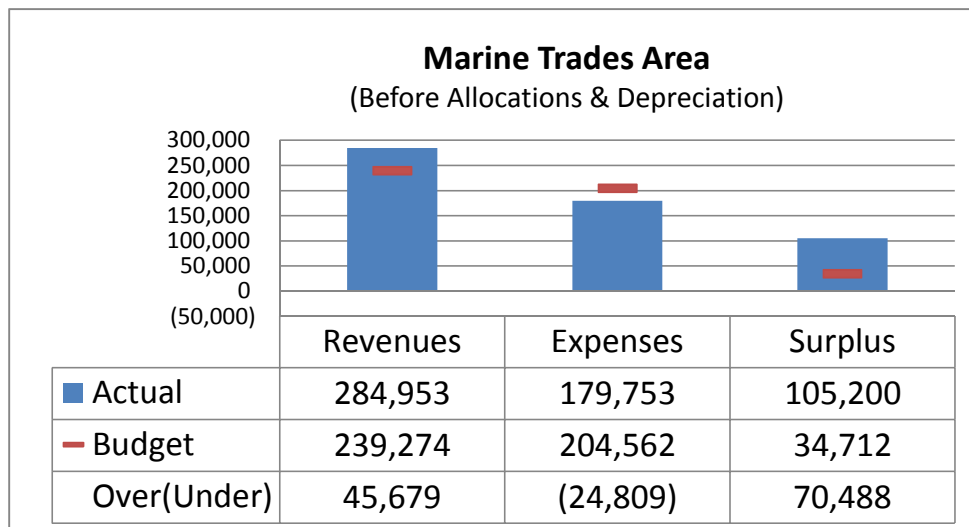 Marine Trades Area
(Before Allocations & Depreciation)
300,000
250,000
200,000
150,000
100,000
50,000
0
(50,000)
Revenues Expenses Surplus
Actual 284,953 179,753 105,200
Budget 239,274 204,562 34,712
Over(Under) 45,679 (24,809) 70,488